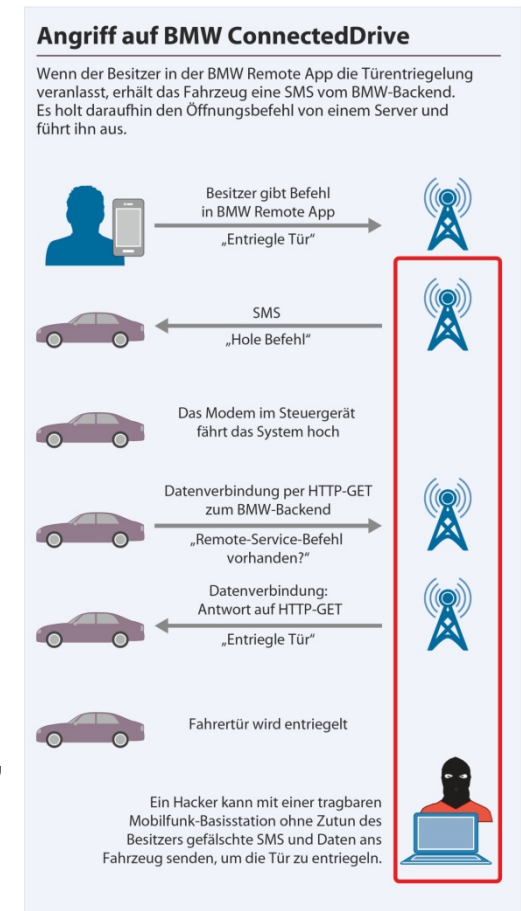 Angriff auf BMW ConnectedDrive
Wenn der Besitzer in der BMW Remote App die Türentriegelung
veranlasst, erhält das Fahrzeug eine SMS vom BMW-Backend.
Es holt daraufhin den Öffnungsbefehl von einem Server und
führt ihn aus.
Besitzer gibt Befehl
in BMW Remote App
„Entriegle Tür“
SMS
„Hole Befehl“
Das Modem im Steuergerät
fährt das System hoch
Datenverbindung per HTTP-GET
zum BMW-Backend
„Remote-Service-Befehl
vorhanden?“
Datenverbindung:
Antwort auf HTTP-GET
„Entriegle Tür“
Fahrertür wird entriegelt
Ein Hacker kann mit einer tragbaren
Mobilfunk-Basisstation ohne Zutun des
Besitzers gefälschte SMS und Daten ans
Fahrzeug senden, um die Tür zu entriegeln.